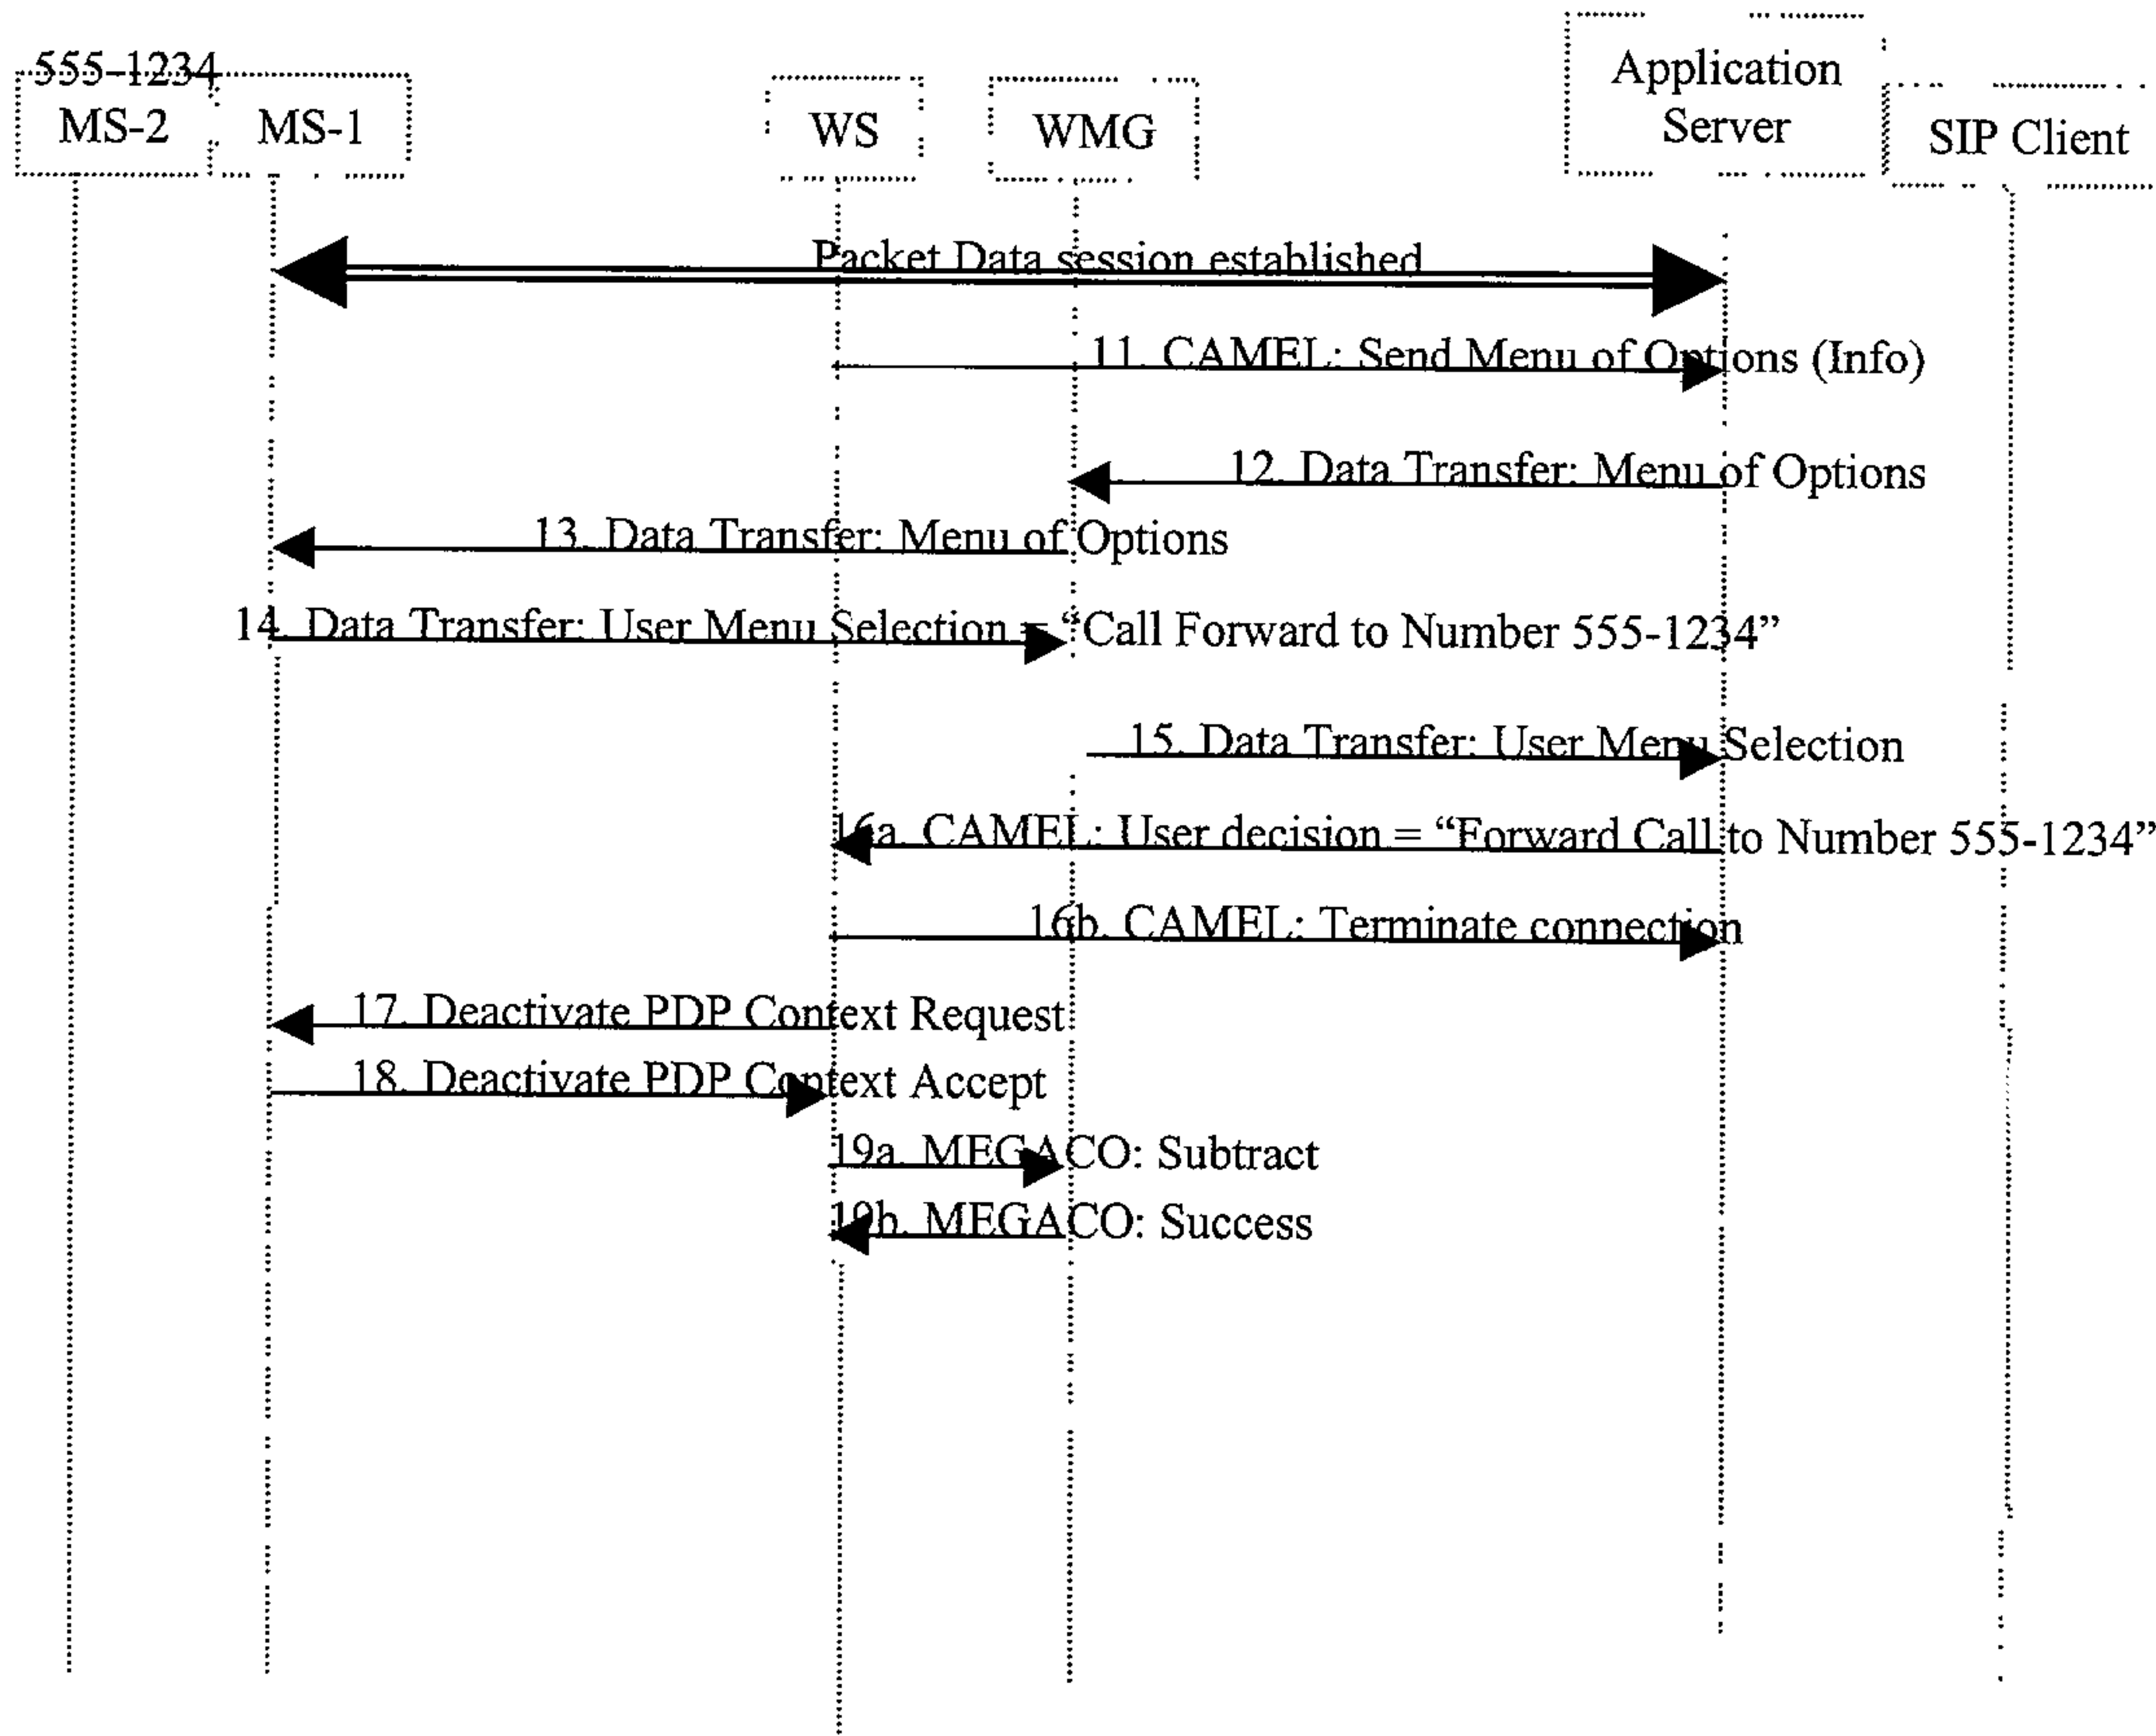 555-1234
MS-2
MS-1
WS
WMG
Application
Server
SIP Client
Packet Data session established
11. CAMEL: Send Menu of Options (Info)
12. Data Transfer: Menu of Options
13. Data Transfer: Menu of Options
14. Data Transfer: User Menu Selection = “Call Forward to Number 555-1234”
15. Data Transfer: User Menu Selection
16a. CAMEL: User decision = “Forward Call to Number 555-1234”
16b. CAMEL: Terminate connection
17. Deactivate PDP Context Request
18. Deactivate PDP Context Accept
19a. MEGACO: Subtract
19b. MEGACO: Success